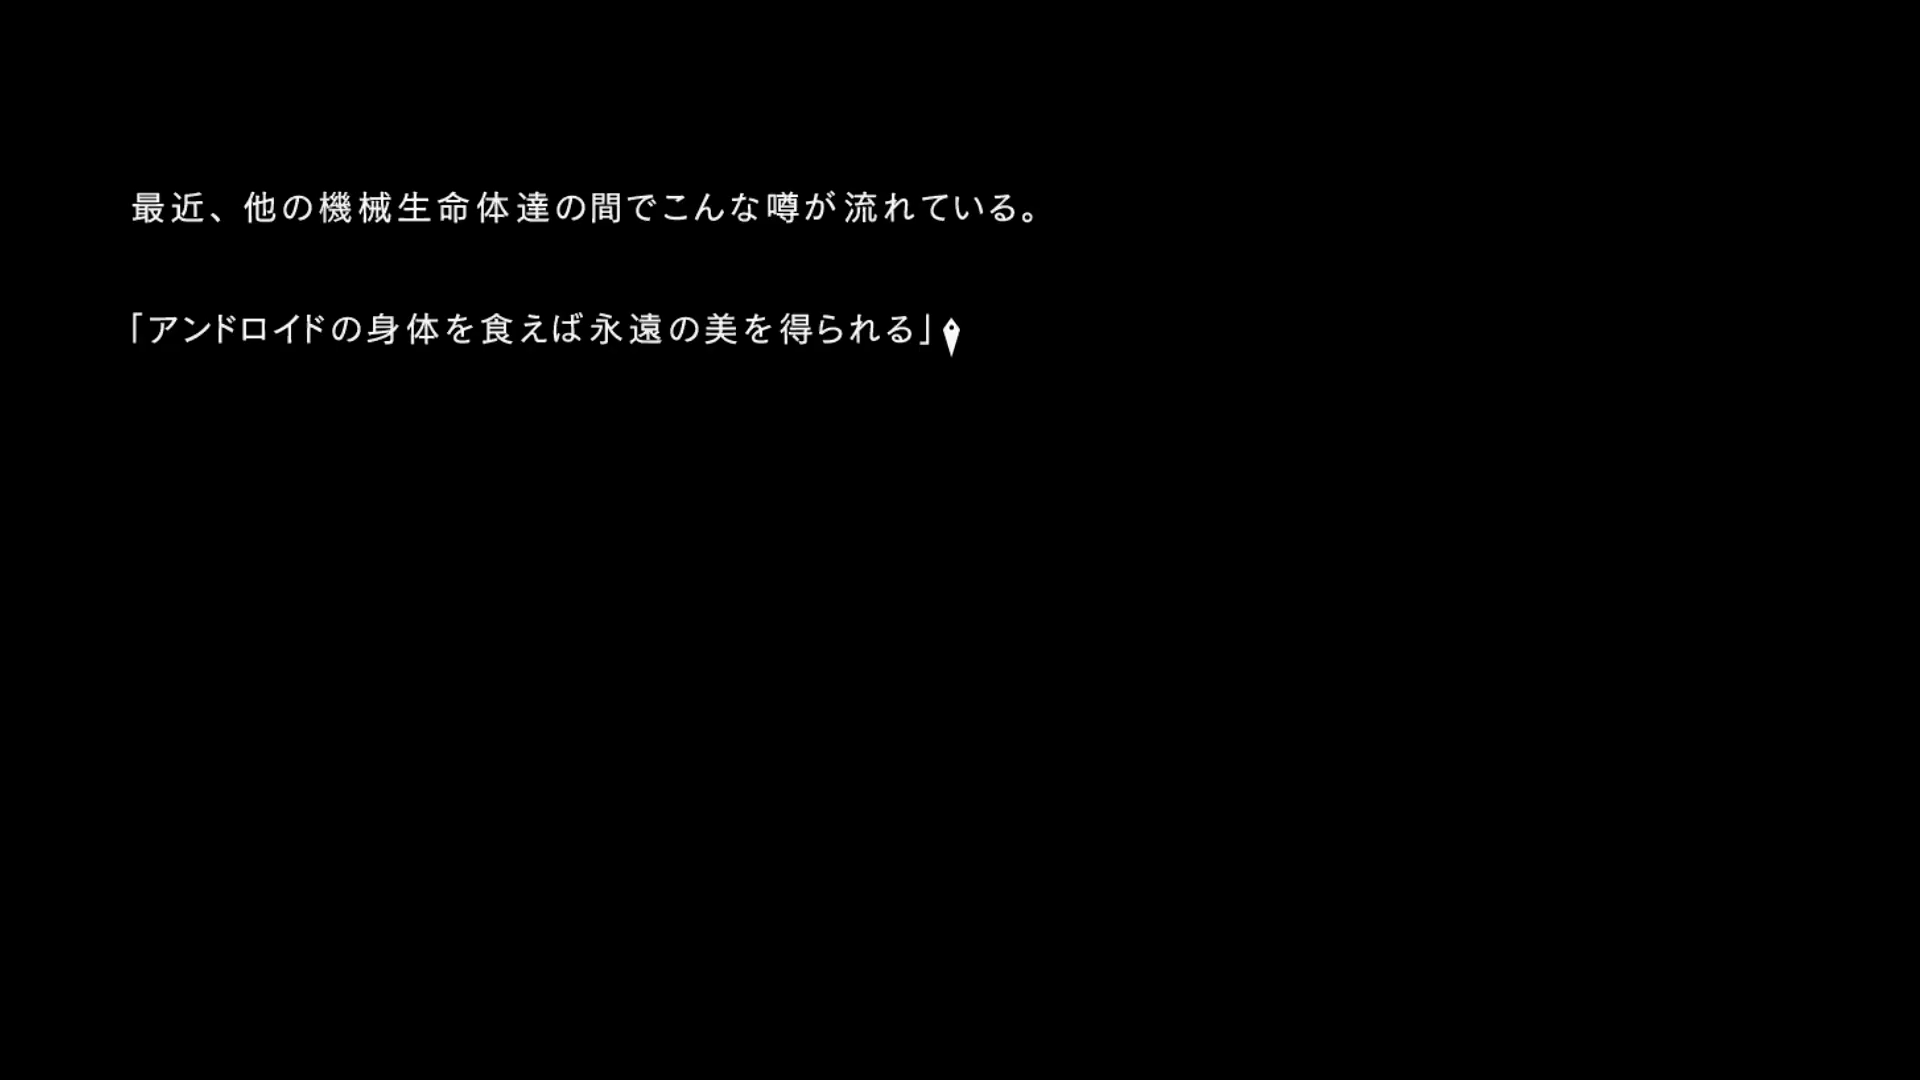 最近、他の機械生命体達の間でこんな噂が流れている。
「アンドロイドの身体を食えば永遠の美を得られる」